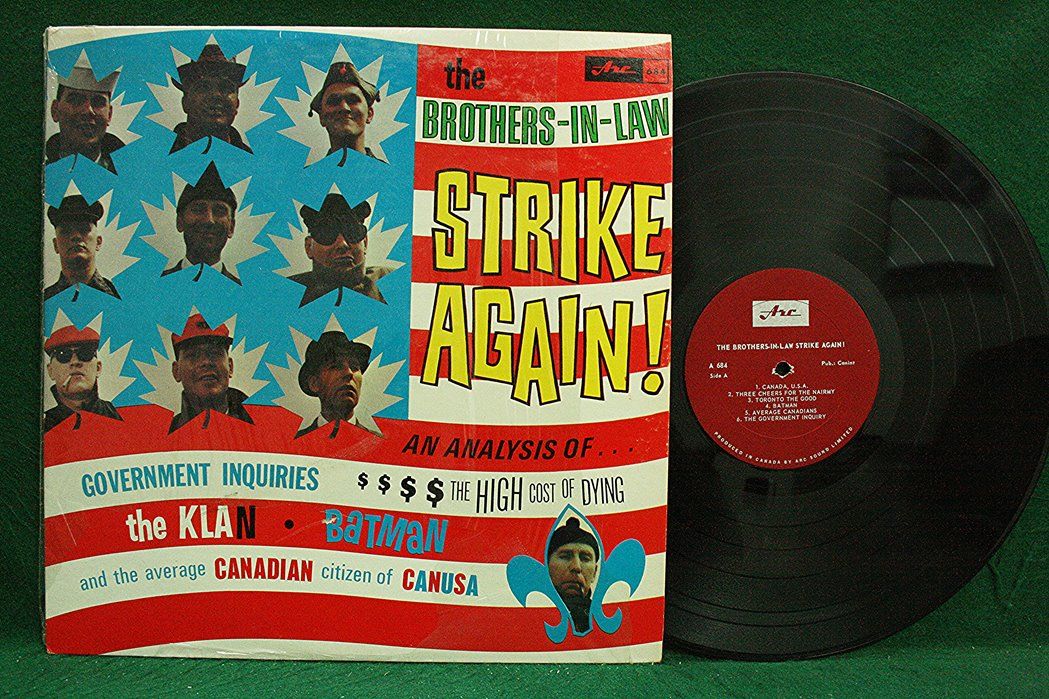 the
Arc
684
BROTHERS-IN-LAW
STRIKE
AGAIN!
AN ANALYSIS OF...
GOVERNMENT INQUIRIES
$ $ $ $ THE HIGH COST OF DYING
the KLAN • BATMAN
and the average CANADIAN citizen of CANUSA
Arc
THE BROTHERS-IN-LAW STRIKE AGAIN!
A 684
Side A
Pub.: Canint
1. CANADA, U.S.A.
2. THREE CHEERS FOR THE NAIRMY
3. TORONTO THE GOOD
4. BATMAN
5. AVERAGE CANADIANS
6. THE GOVERNMENT INQUIRY
PRODUCED IN CANADA BY ARC SOUND LIMITED